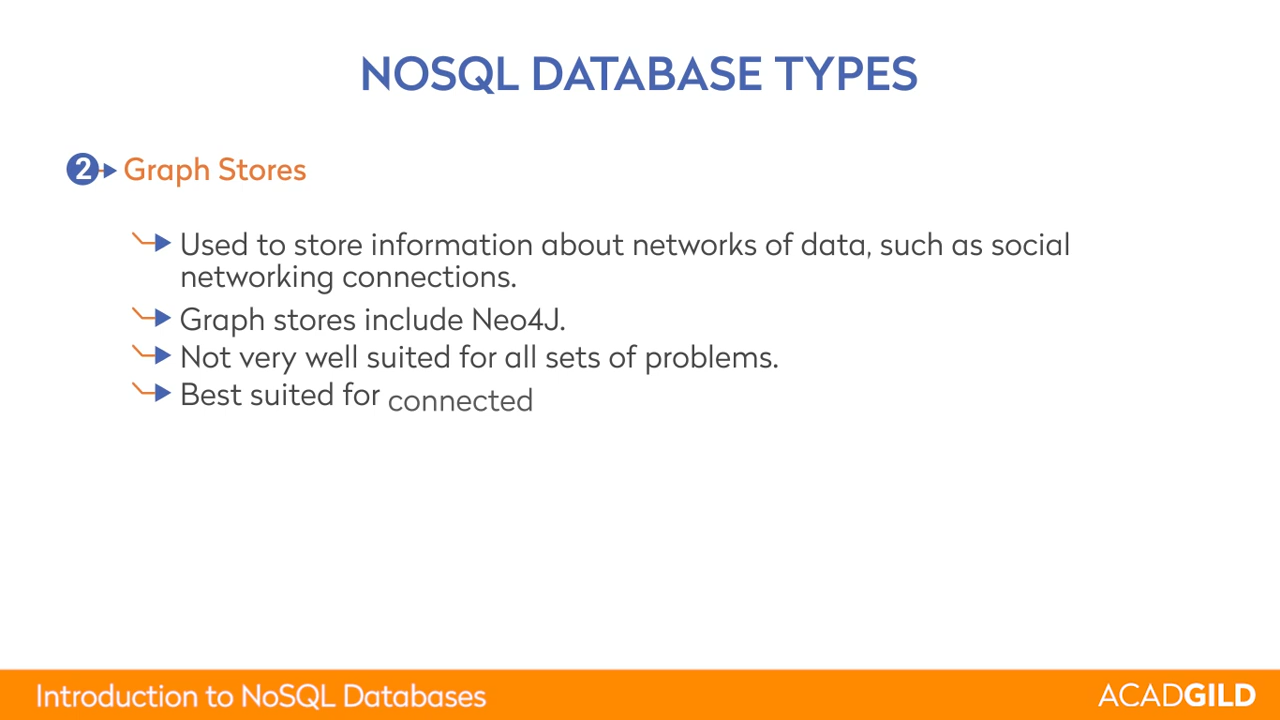 NOSQL DATABASE TYPES
2 Graph Stores
Used to store information about networks of data, such as social
networking connections.
Graph stores include Neo4J.
Not very well suited for all sets of problems.
Best suited for connected
Introduction to NoSQL Databases
ACADGILD